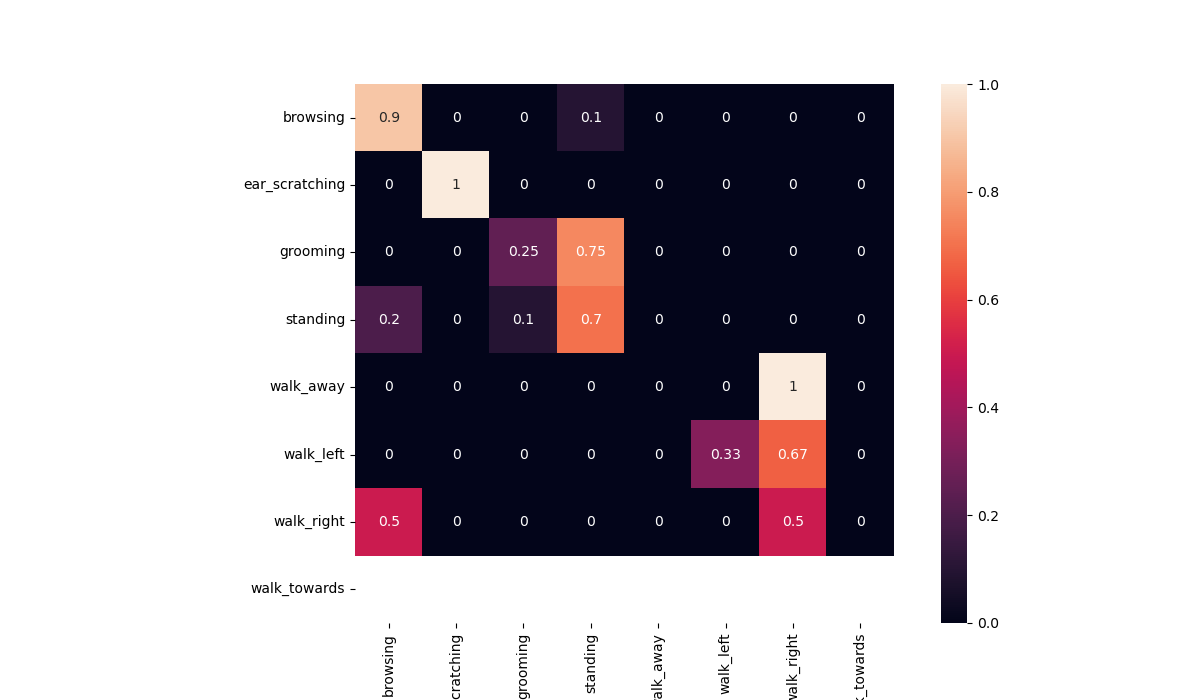 browsing 0.9 0 0 0.1 0 0 0 0 1.0
ear_scratching 0 1 0 0 0 0 0 0
0.8
grooming 0 0 0.25 0.75 0 0 0 0
0.6
standing 0.2 0 0.1 0.7 0 0 0 0
walk_away 0 0 0 0 0 0 1 0
0.4
walk_left 0 0 0 0 0 0.33 0.67 0
walk_right 0.5 0 0 0 0 0 0.5 0
0.2
walk_towards
0.0
browsing
cratching
grooming
standing
alk_away
walk_left
walk_right
_towards